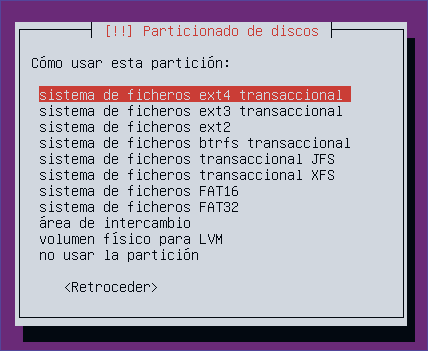 [!!] Particionado de discos
Cómo usar esta partición:
sistema de ficheros ext4 transaccional
sistema de ficheros ext3 transaccional
sistema de ficheros ext2
sistema de ficheros btrfs transaccional
sistema de ficheros transaccional JFS
sistema de ficheros transaccional XFS
sistema de ficheros FAT16
sistema de ficheros FAT32
área de intercambio
volumen físico para LVM
no usar la partición
<Retroceder>